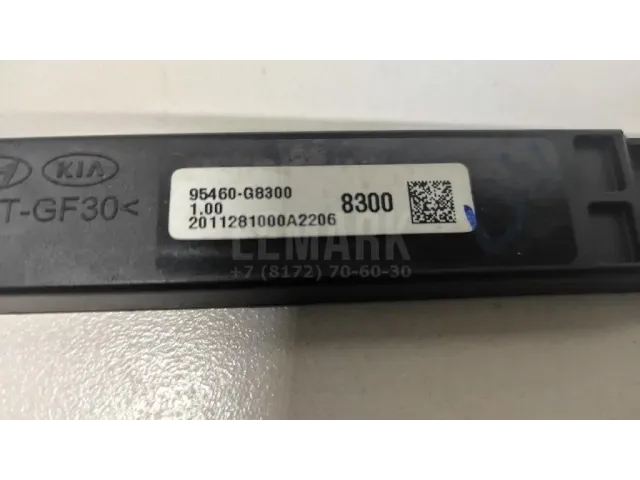 KIA
T-GF30<
95460-G8300
1.00
2011281000A2206
8300
ELMARK
+7 (8172) 70-60-30